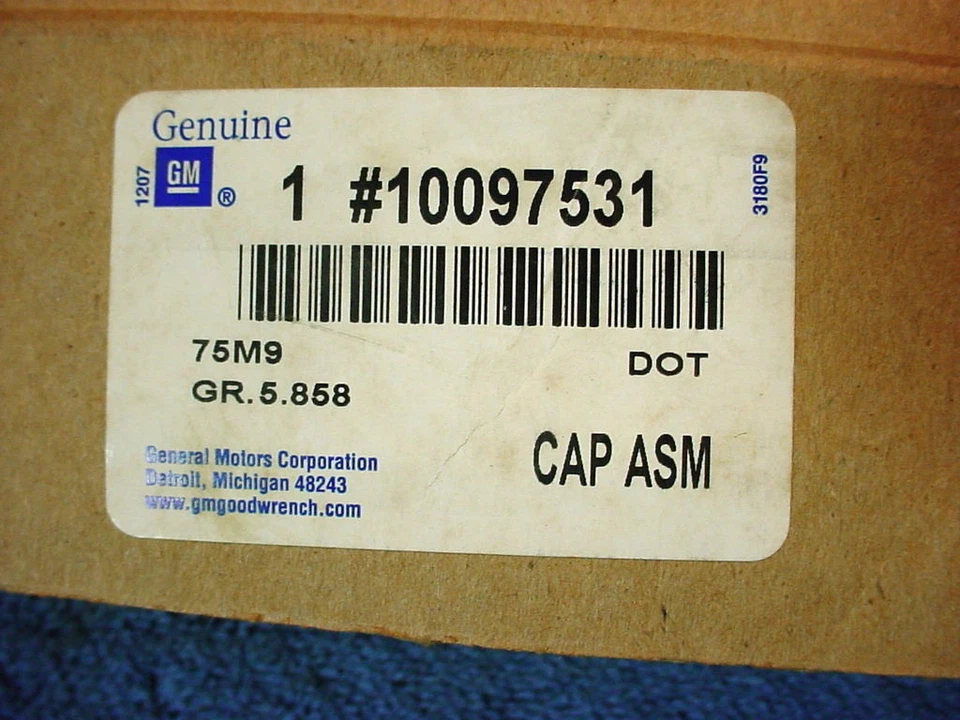 Genuine
1207
GM
®
1 #10097531
3180F9
75M9
DOT
GR.5.858
CAP ASM
General Motors Corporation
Detroit, Michigan 48243
www.gmgoodwrench.com